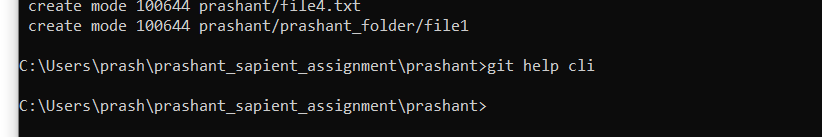 create mode 100644 prashant/file4.txt
create mode 100644 prashant/prashant_folder/file1
C:\Users\prash\prashant_sapient_assignment\prashant>git help cli
C:\Users\prash\prashant_sapient_assignment\prashant>